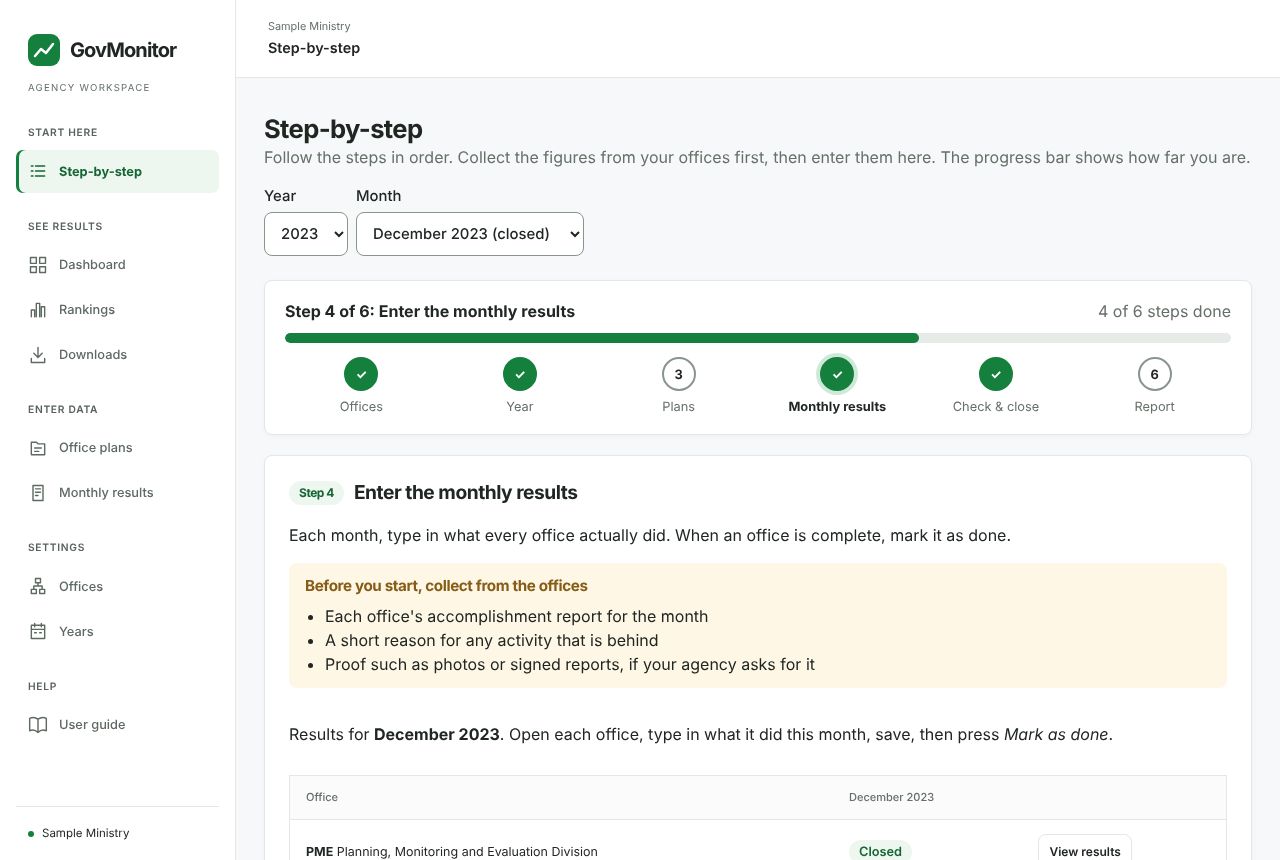 GovMonitor
AGENCY WORKSPACE
START HERE
Step-by-step
SEE RESULTS
Dashboard
Rankings
Downloads
ENTER DATA
Office plans
Monthly results
SETTINGS
Offices
Years
HELP
User guide
Sample Ministry
Sample Ministry
Step-by-step
Step-by-step
Follow the steps in order. Collect the figures from your offices first, then enter them here. The progress bar shows how far you are.
Year Month
2023 December 2023 (closed)
Step 4 of 6: Enter the monthly results 4 of 6 steps done
3 6
Offices Year Plans Monthly results Check & close Report
Step 4 Enter the monthly results
Each month, type in what every office actually did. When an office is complete, mark it as done.
Before you start, collect from the offices
• Each office's accomplishment report for the month
• A short reason for any activity that is behind
• Proof such as photos or signed reports, if your agency asks for it
Results for December 2023. Open each office, type in what it did this month, save, then press Mark as done.
Office December 2023
PME Planning, Monitoring and Evaluation Division Closed View results